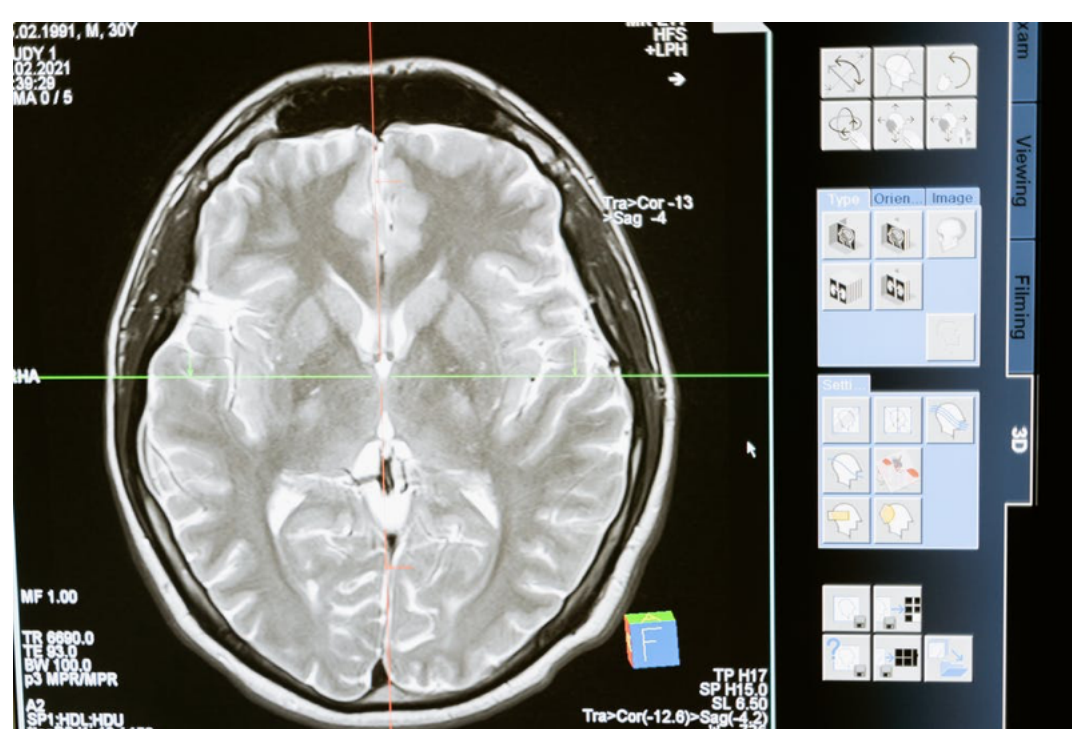 .02.1991, M, 30Y
UDY 1
.02.2021
:39:29
MA 0 / 5
HFS
+LPH
Tra>Cor -13
>Sag -4
RHA
MF 1.00
TR 6690.0
TE 93.0
BW 100.0
p3 MPR/MPR
A2
SP1:HDL:HDU
A
F
TP H17
SP H15.0
SL 6.50
Tra>Cor(-12.6)>Sag(-4.2)
xam
Viewing
Filming
3D
Type
Orien...
Image
Setti...
?